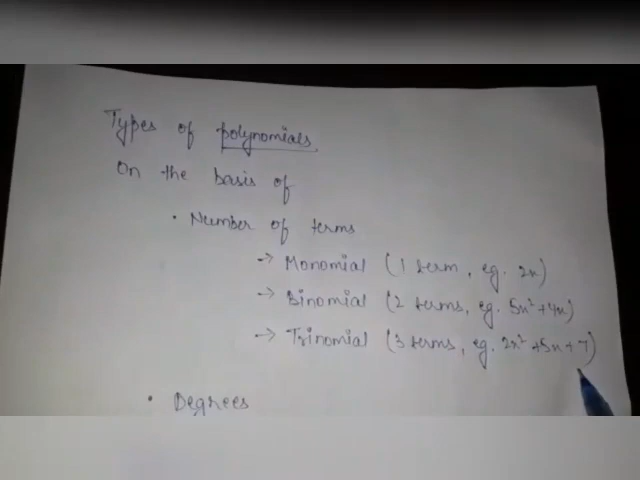 Types of polynomials.
On the basis of
• Number of terms
→ Monomial (1 term, eg. 2x)
→ Binomial (2 terms, eg. 5x²+4x)
→ Trinomial (3 terms, eg. 2x²+5x+7)
• Degrees